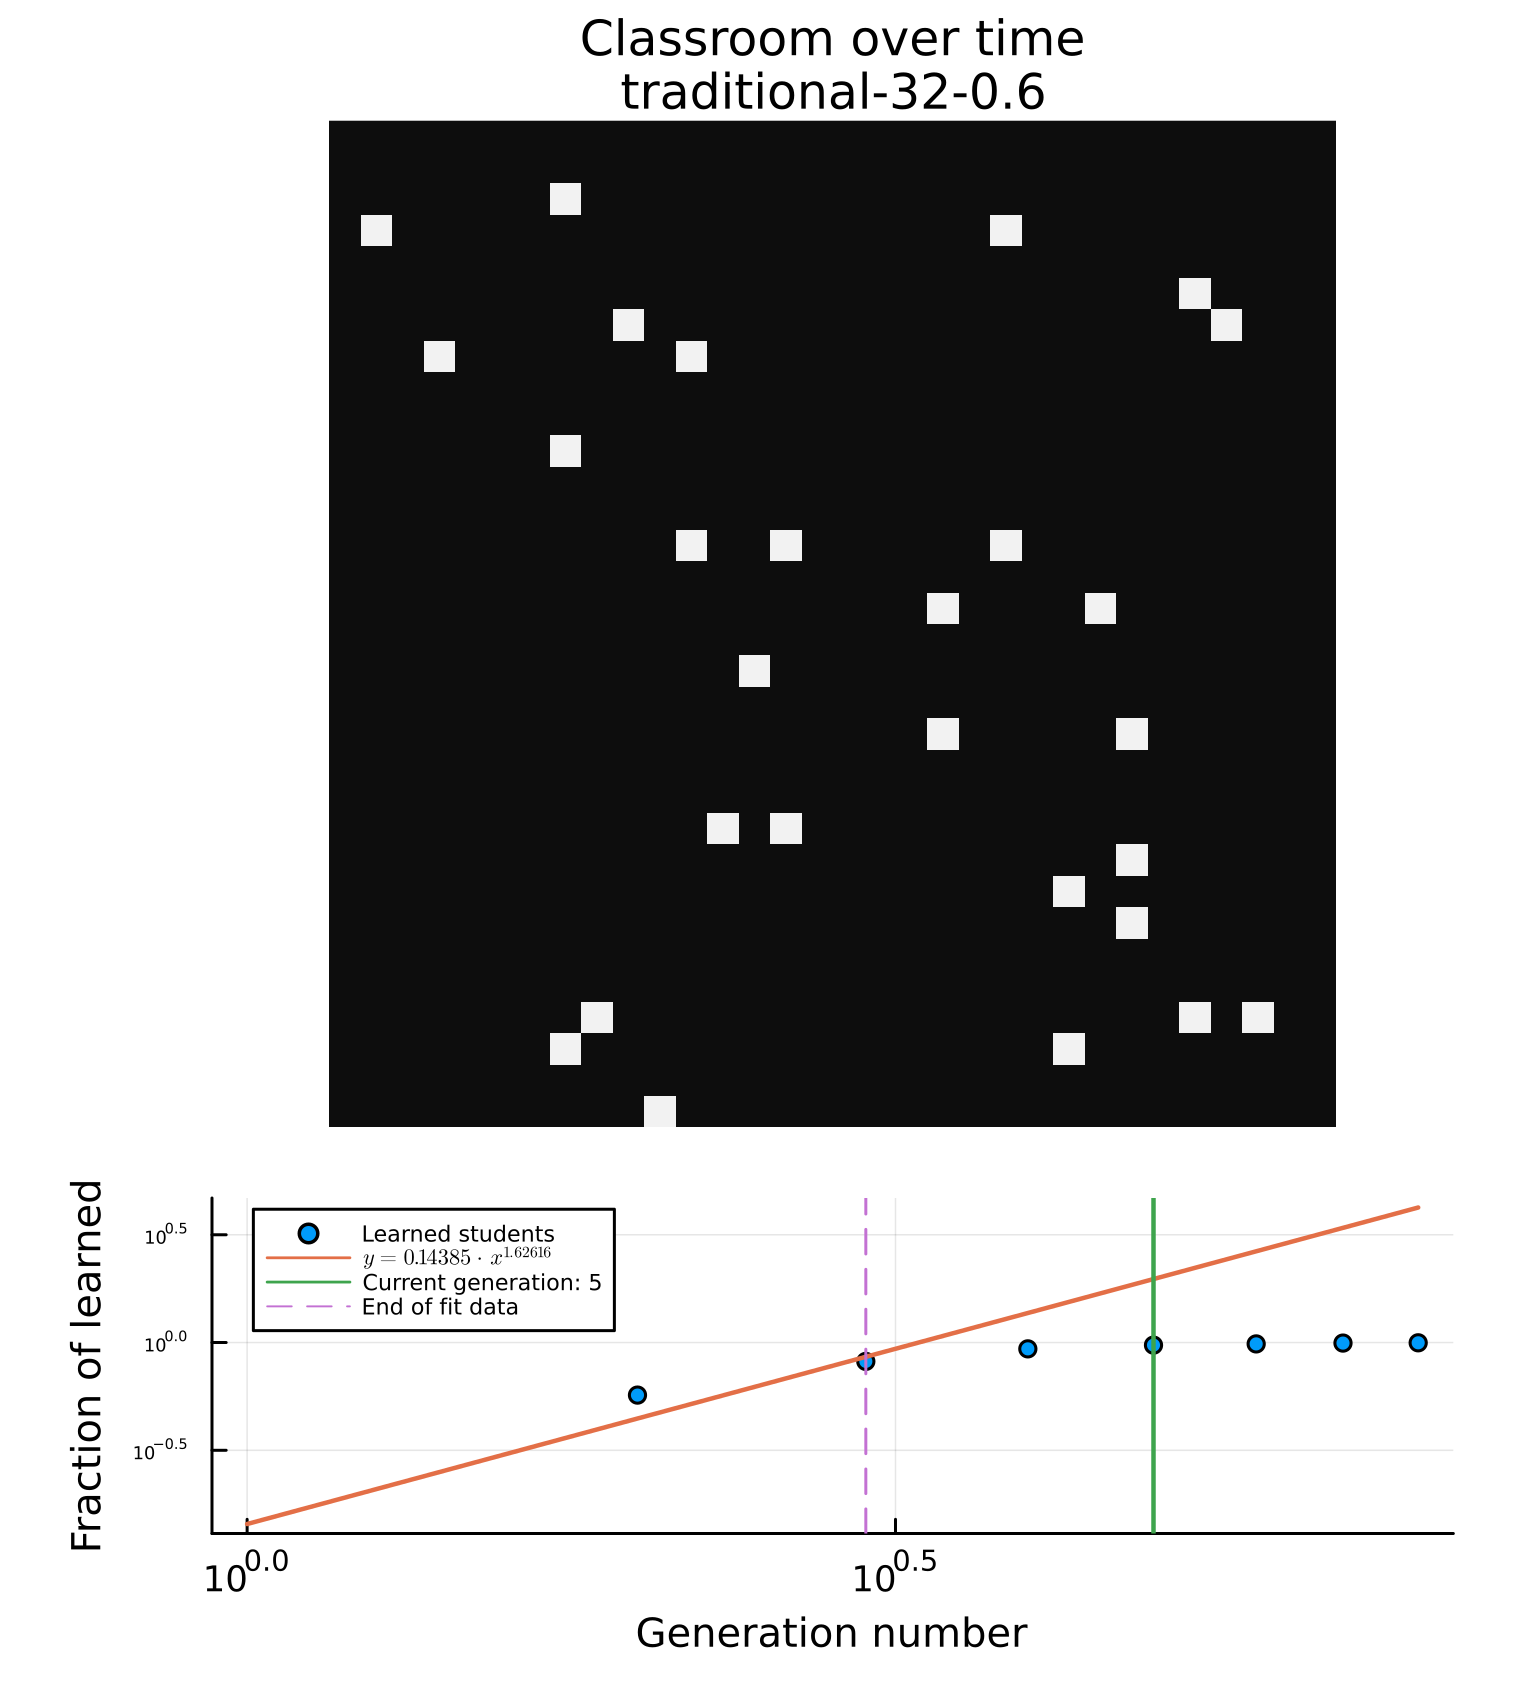 Classroom over time
traditional-32-0.6
Fraction of learned
10^0.5
10^0.0
10^−0.5
Learned students
y = 0.14385 · x^1.62616
Current generation: 5
End of fit data
10^0.0 10^0.5
Generation number